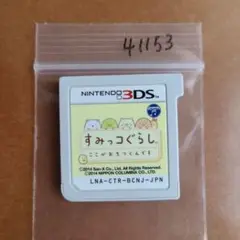 41153
NINTENDO 3DS
すみっコぐらし
ここがおちつくんです
©2014 San-X Co., Ltd. All Rights Reserved.
©2014 NIPPON COLUMBIA CO., LTD.
LNA-CTR-BCNJ-JPN